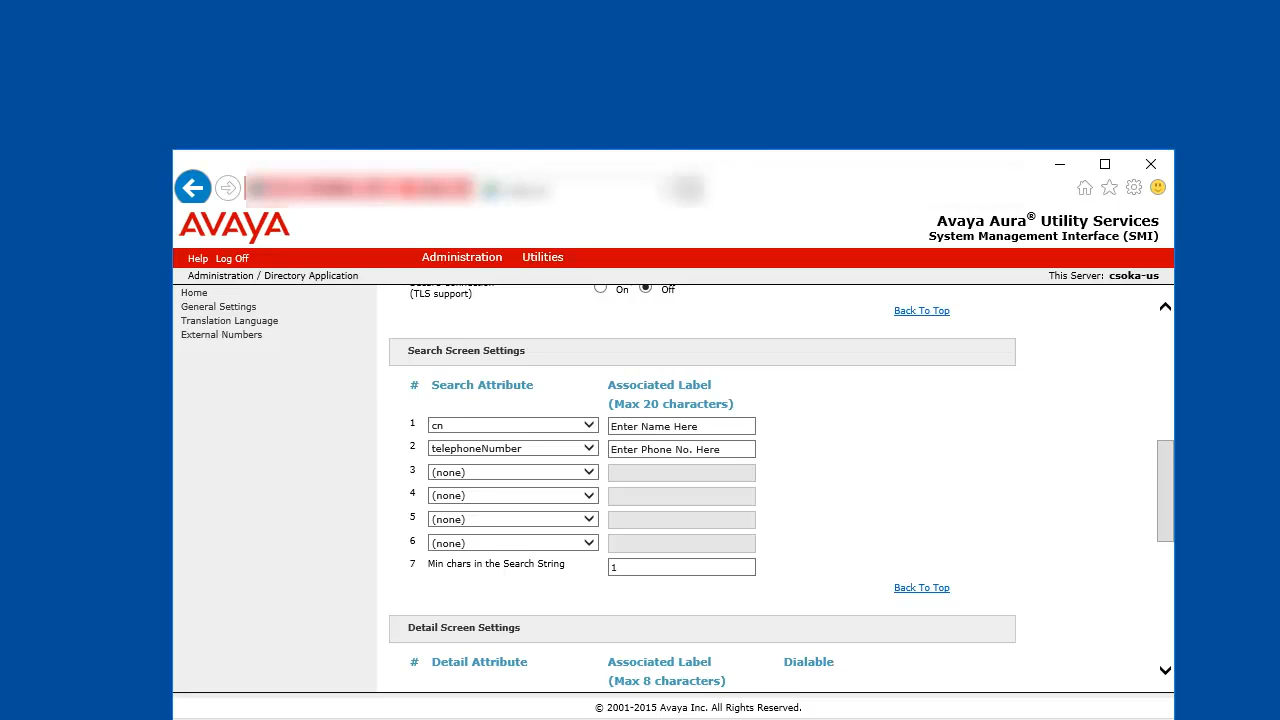 AVAYA
Avaya Aura® Utility Services
System Management Interface (SMI)
Help Log Off Administration Utilities
Administration / Directory Application This Server: csoka-us
Home
General Settings
Translation Language
External Numbers
(TLS support) On Off
Back To Top
Search Screen Settings
# Search Attribute Associated Label
(Max 20 characters)
1 cn Enter Name Here
2 telephoneNumber Enter Phone No. Here
3 (none)
4 (none)
5 (none)
6 (none)
7 Min chars in the Search String 1
Back To Top
Detail Screen Settings
# Detail Attribute Associated Label Dialable
(Max 8 characters)
© 2001-2015 Avaya Inc. All Rights Reserved.